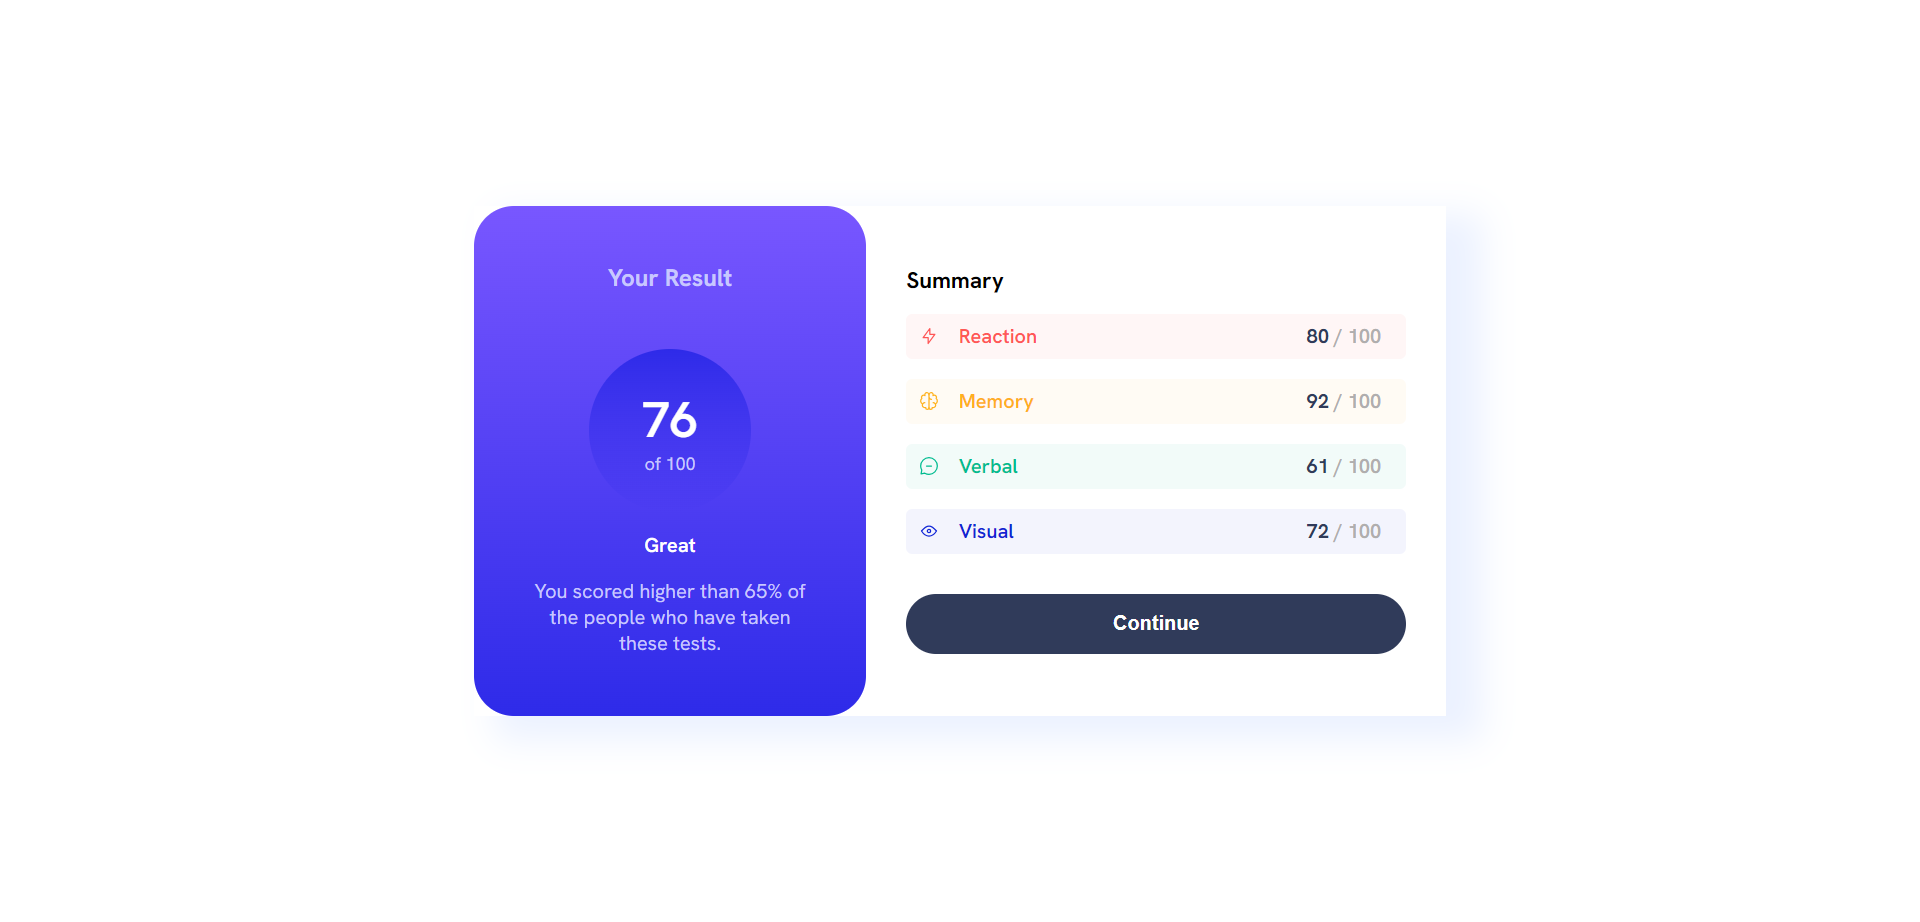 Your Result
76
of 100
Great
You scored higher than 65% of
the people who have taken
these tests.
Summary
Reaction 80 / 100
Memory 92 / 100
Verbal 61 / 100
Visual 72 / 100
Continue